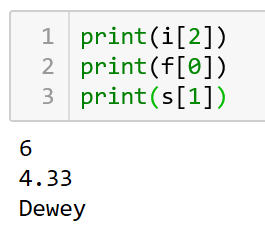 1 print(i[2])
2 print(f[0])
3 print(s[1])
6
4.33
Dewey